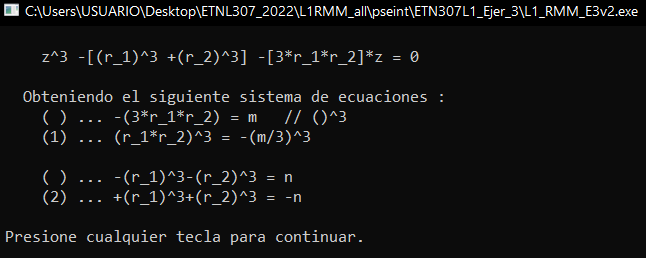 C:\Users\USUARIO\Desktop\ETNL307_2022\L1RMM_all\pseint\ETN307L1_Ejer_3\L1_RMM_E3v2.exe
z^3 -[(r_1)^3 +(r_2)^3] -[3*r_1*r_2]*z = 0
Obteniendo el siguiente sistema de ecuaciones :
( ) ... -(3*r_1*r_2) = m   // ()^3
(1) ... (r_1*r_2)^3 = -(m/3)^3
( ) ... -(r_1)^3-(r_2)^3 = n
(2) ... +(r_1)^3+(r_2)^3 = -n
Presione cualquier tecla para continuar.